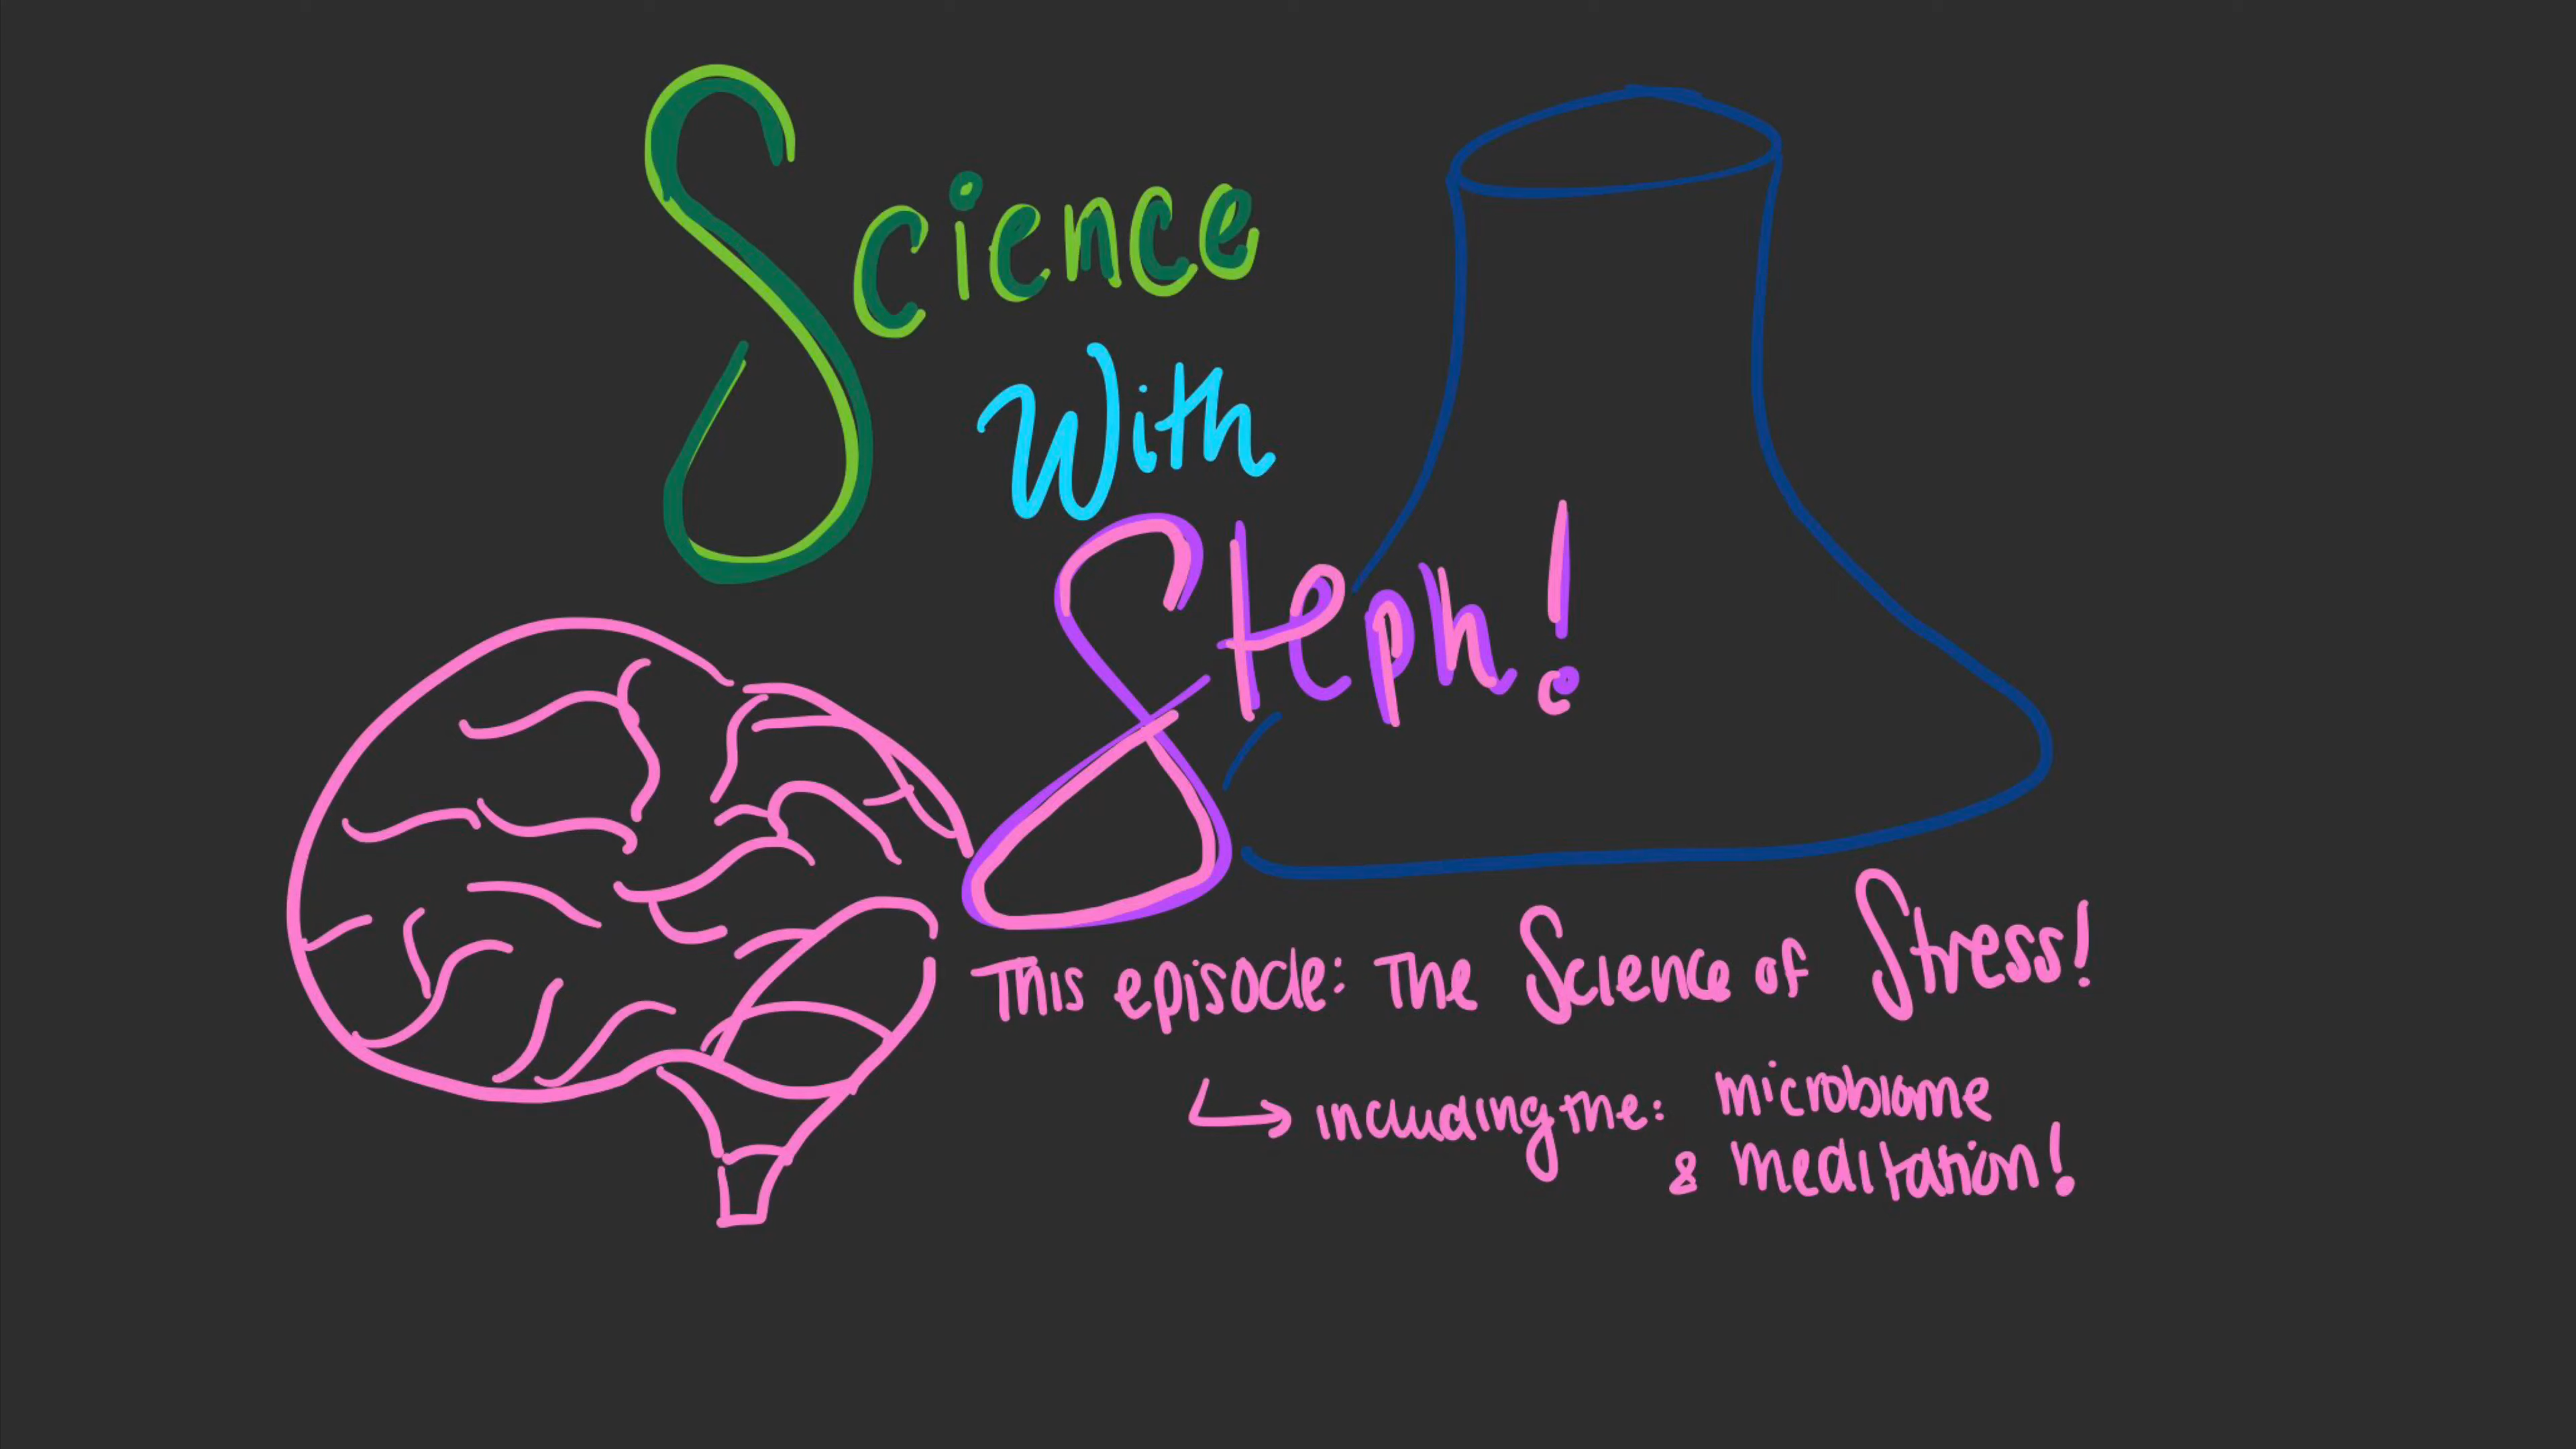 Science
With
Steph!
This episode: The Science of Stress!
↳ including the: microbiome
& meditation!